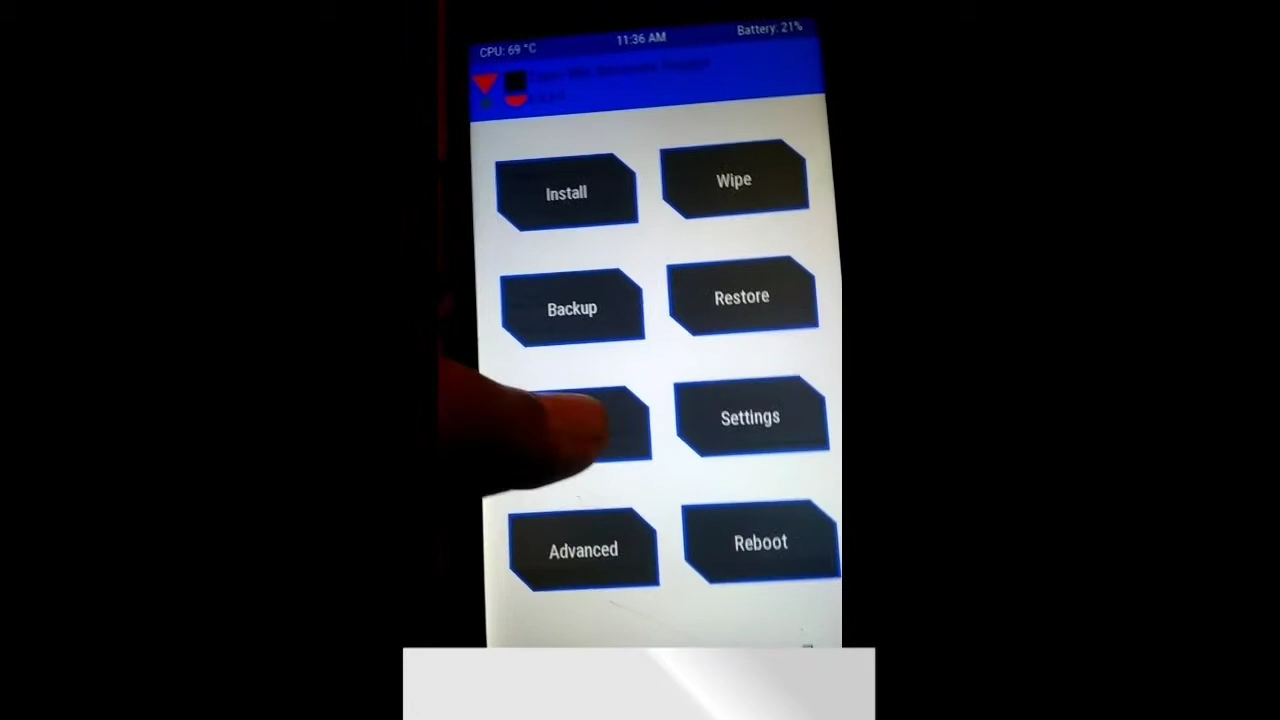 CPU: 69 °C 11:36 AM Battery: 21%
Install
Wipe
Backup
Restore
Settings
Advanced
Reboot